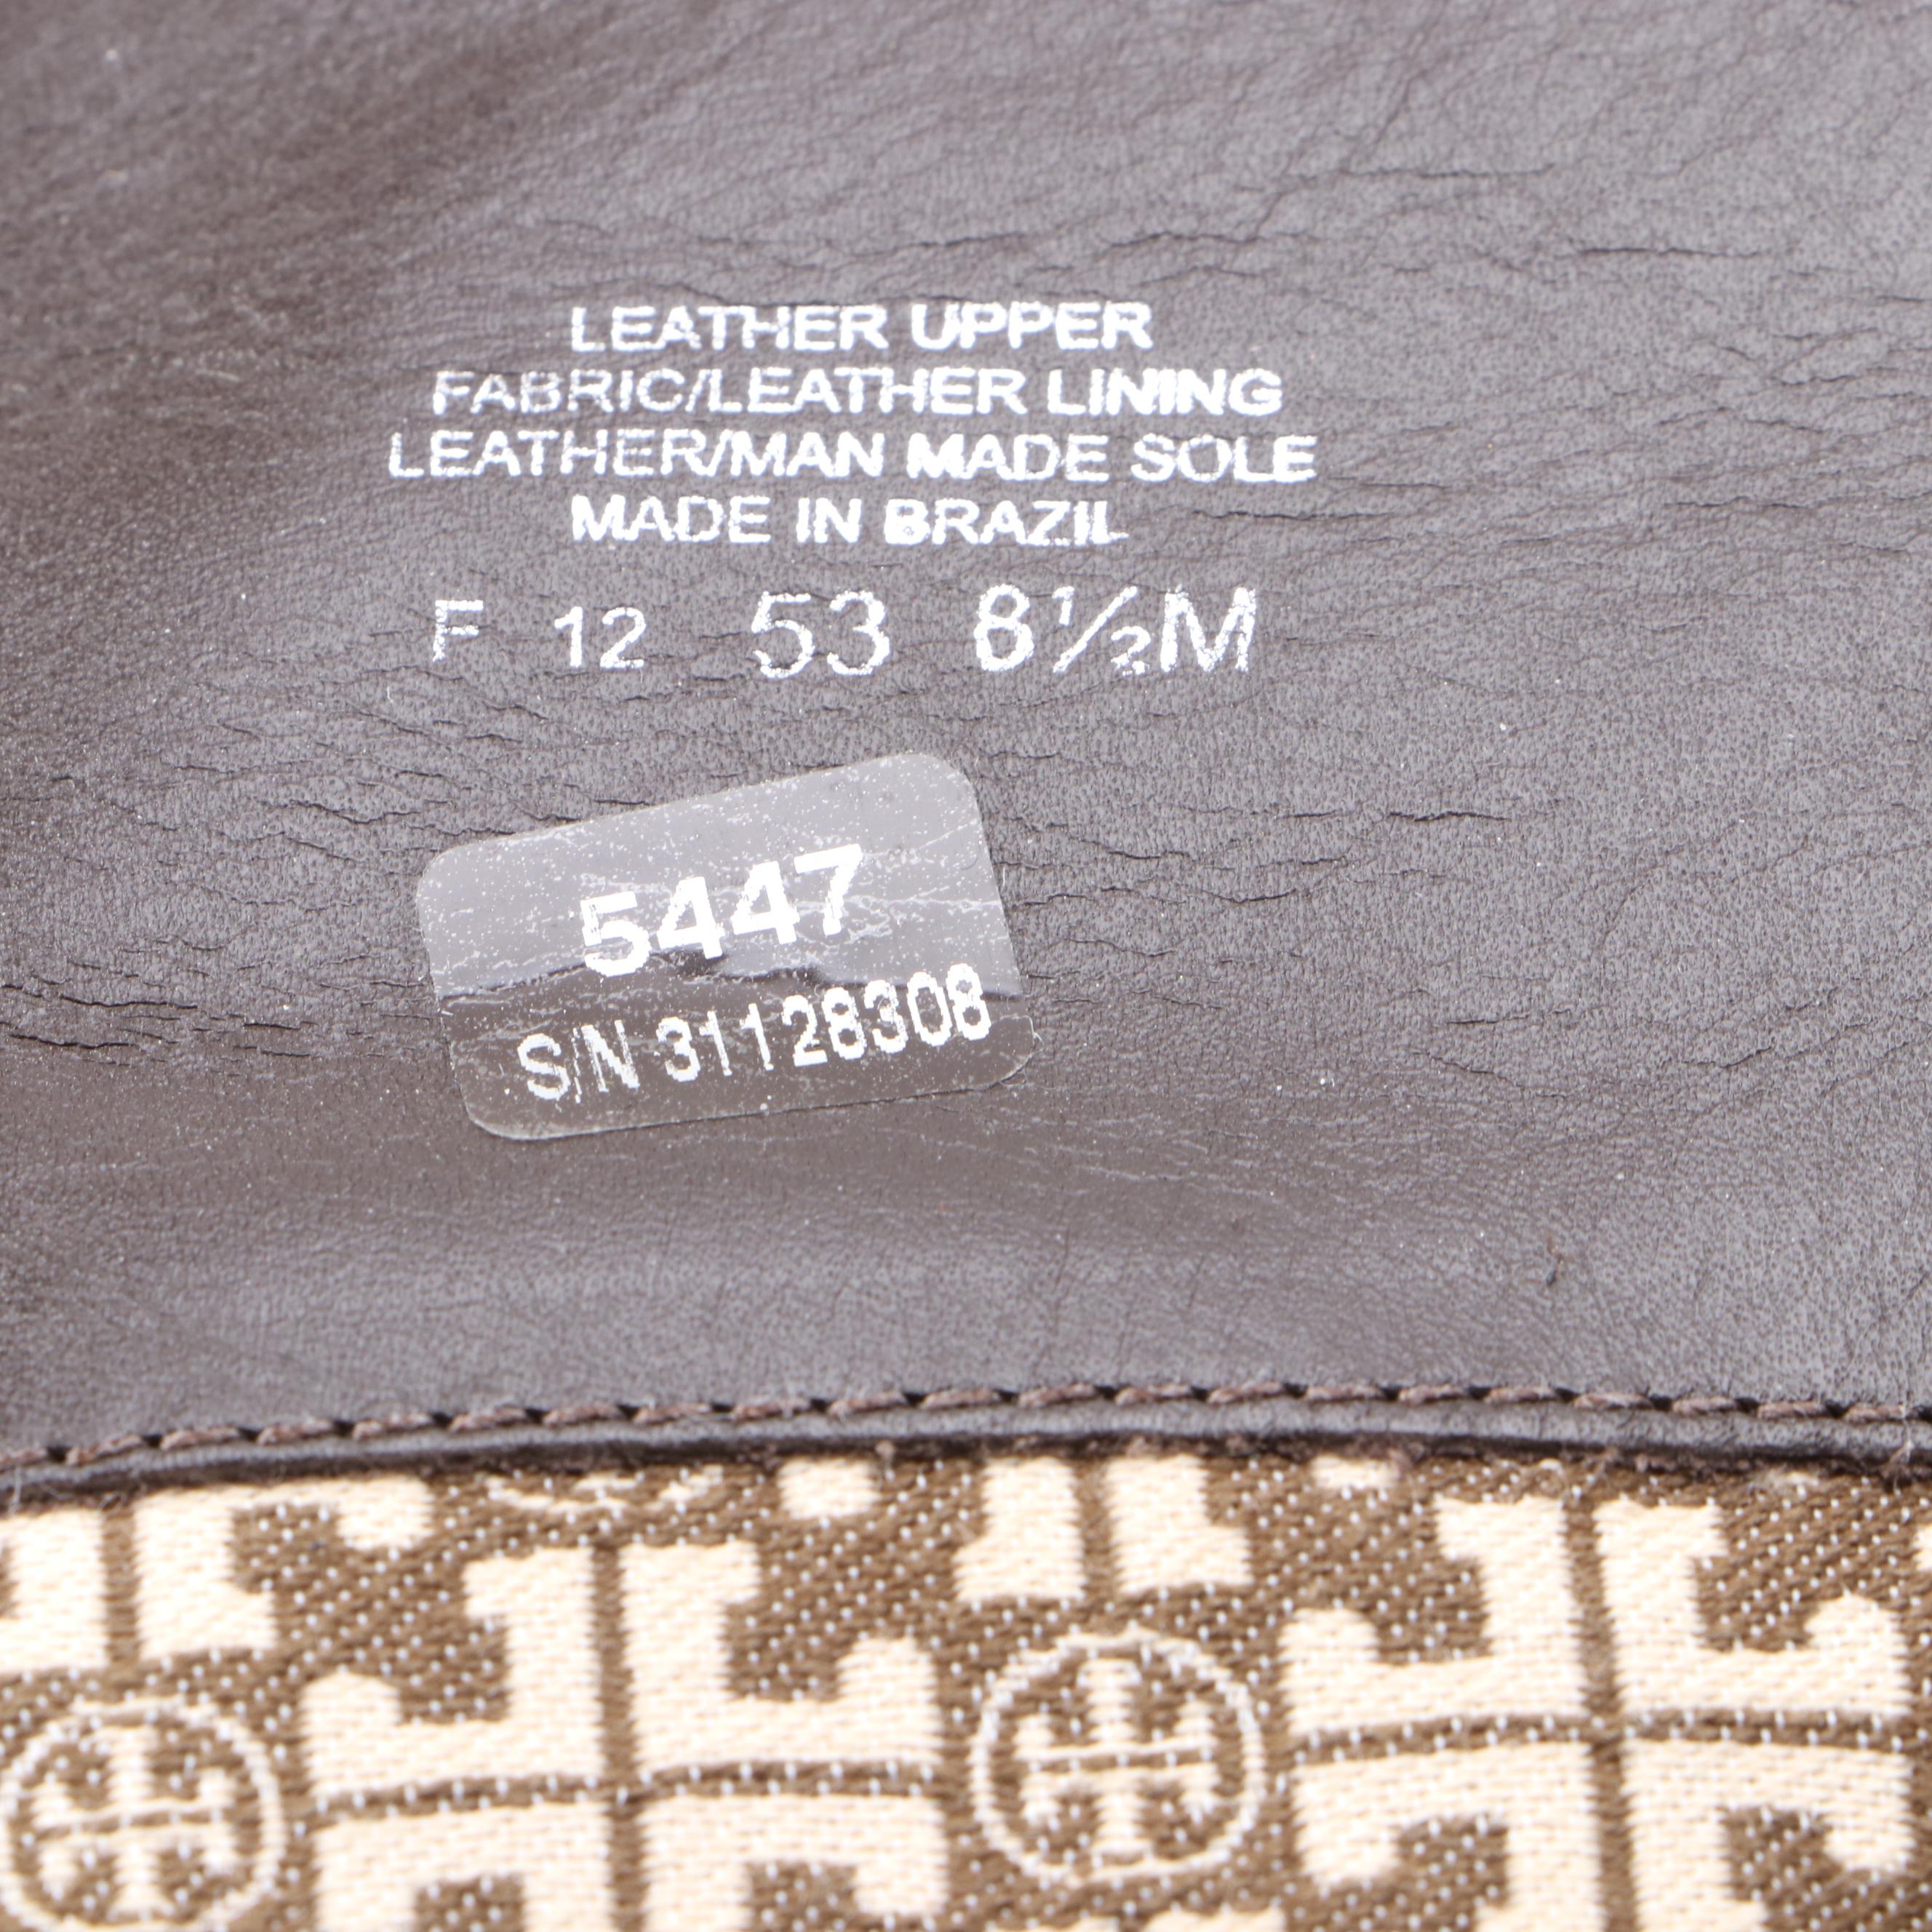 LEATHER UPPER
FABRIC/LEATHER LINING
LEATHER/MAN MADE SOLE
MADE IN BRAZIL
F 12 53 8½M
5447
S/N 31128308